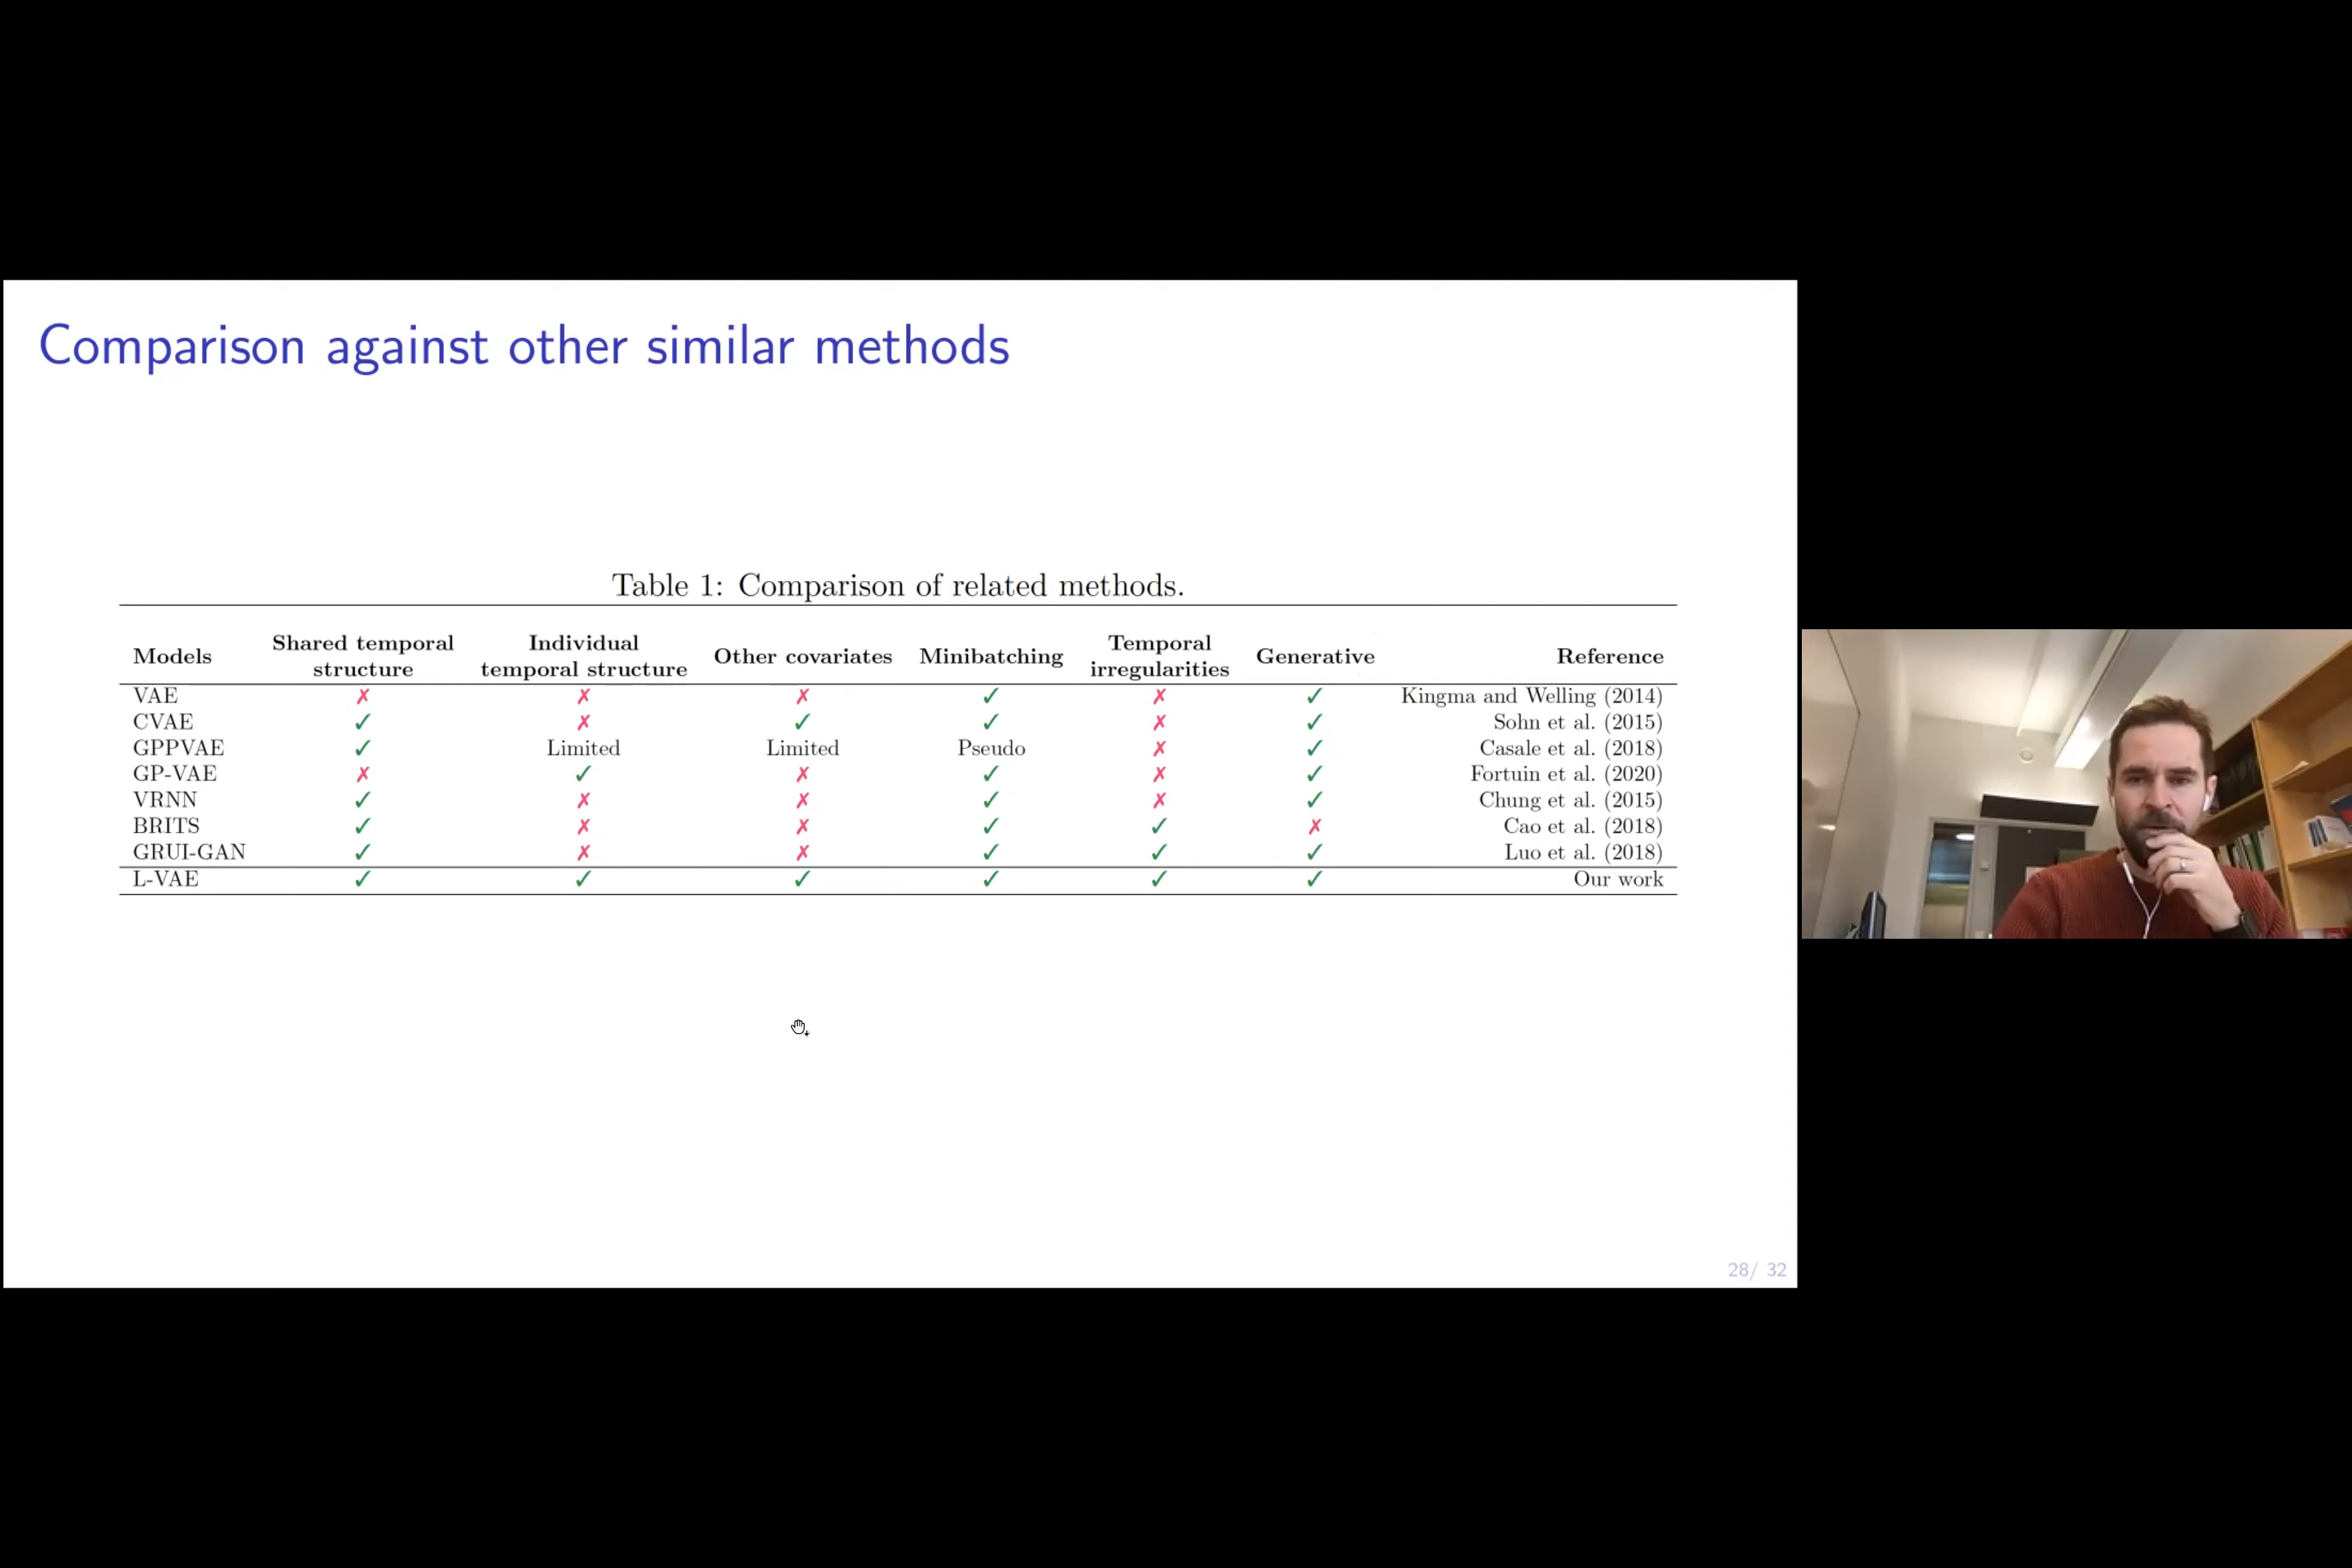 Comparison against other similar methods
Table 1: Comparison of related methods.
Models Shared temporal structure Individual temporal structure Other covariates Minibatching Temporal irregularities Generative Reference
VAE ✗ ✗ ✗ ✓ ✗ ✓ Kingma and Welling (2014)
CVAE ✓ ✗ ✓ ✓ ✗ ✓ Sohn et al. (2015)
GPPVAE ✓ Limited Limited Pseudo ✗ ✓ Casale et al. (2018)
GP-VAE ✗ ✓ ✗ ✓ ✗ ✓ Fortuin et al. (2020)
VRNN ✓ ✗ ✗ ✓ ✗ ✓ Chung et al. (2015)
BRITS ✓ ✗ ✗ ✓ ✓ ✗ Cao et al. (2018)
GRUI-GAN ✓ ✗ ✗ ✓ ✓ ✓ Luo et al. (2018)
L-VAE ✓ ✓ ✓ ✓ ✓ ✓ Our work
28/ 32